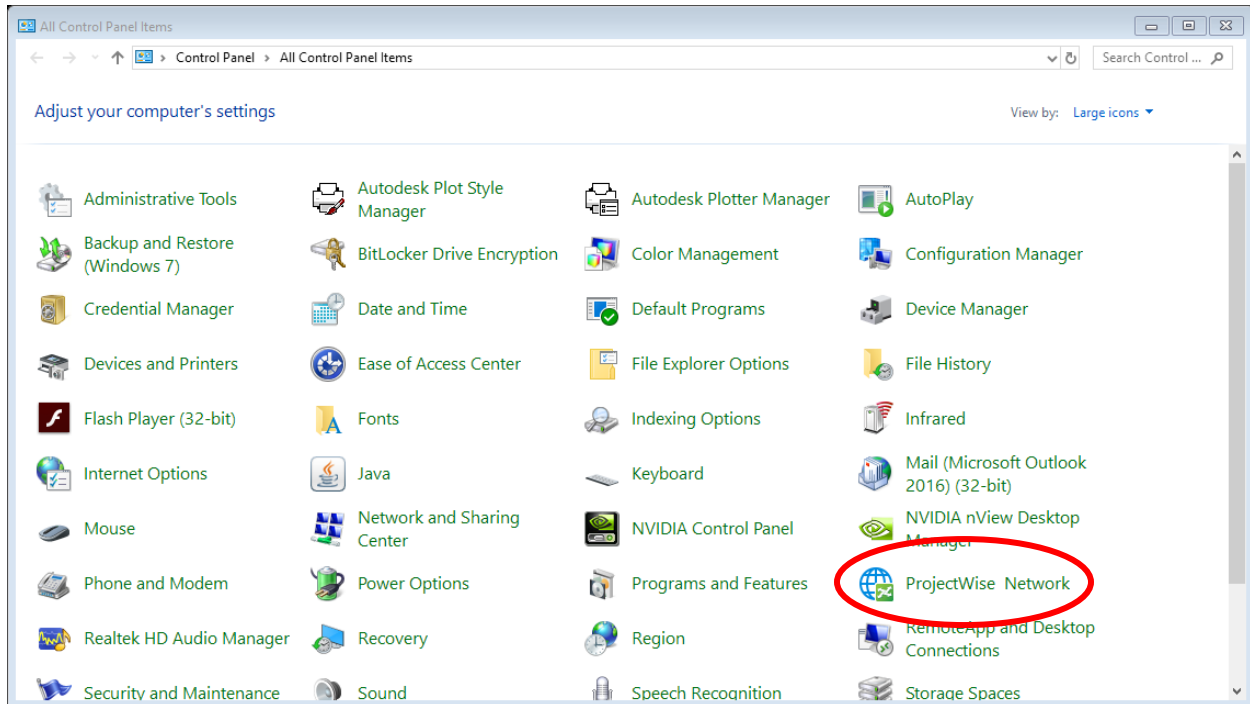 All Control Panel Items
Control Panel > All Control Panel Items
Search Control ...
Adjust your computer's settings
View by: Large icons
Administrative Tools
Autodesk Plot Style
Manager
Autodesk Plotter Manager
AutoPlay
Backup and Restore
(Windows 7)
BitLocker Drive Encryption
Color Management
Configuration Manager
Credential Manager
Date and Time
Default Programs
Device Manager
Devices and Printers
Ease of Access Center
File Explorer Options
File History
Flash Player (32-bit)
Fonts
Indexing Options
Infrared
Internet Options
Java
Keyboard
Mail (Microsoft Outlook
2016) (32-bit)
Mouse
Network and Sharing
Center
NVIDIA Control Panel
NVIDIA nView Desktop
Manager
Phone and Modem
Power Options
Programs and Features
ProjectWise Network
Realtek HD Audio Manager
Recovery
Region
RemoteApp and Desktop
Connections
Security and Maintenance
Sound
Speech Recognition
Storage Spaces